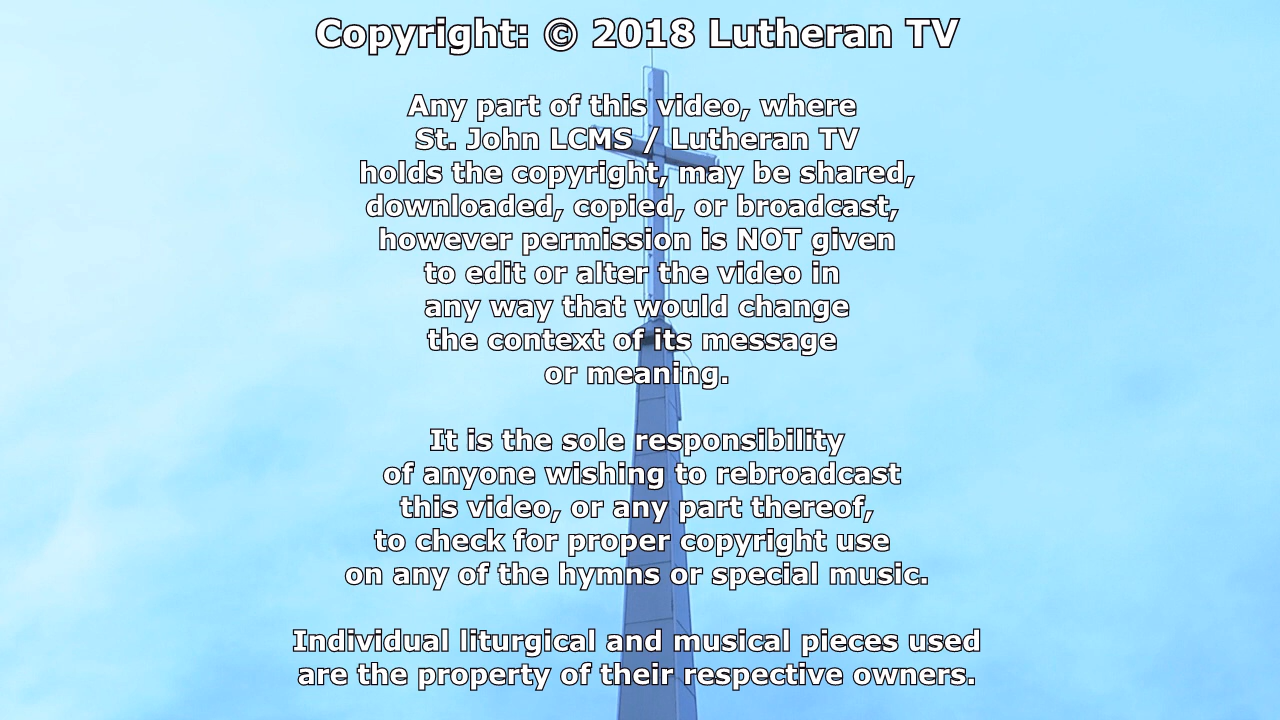 Copyright: © 2018 Lutheran TV
Any part of this video, where
St. John LCMS / Lutheran TV
holds the copyright, may be shared,
downloaded, copied, or broadcast,
however permission is NOT given
to edit or alter the video in
any way that would change
the context of its message
or meaning.
It is the sole responsibility
of anyone wishing to rebroadcast
this video, or any part thereof,
to check for proper copyright use
on any of the hymns or special music.
Individual liturgical and musical pieces used
are the property of their respective owners.